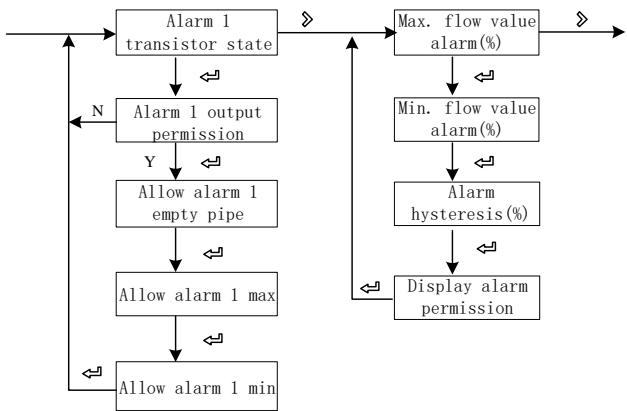 Alarm 1
transistor state
N
Alarm 1 output
permission
Y
Allow alarm 1
empty pipe
Allow alarm 1 max
Allow alarm 1 min
Max. flow value
alarm(%)
Min. flow value
alarm(%)
Alarm
hysteresis(%)
Display alarm
permission